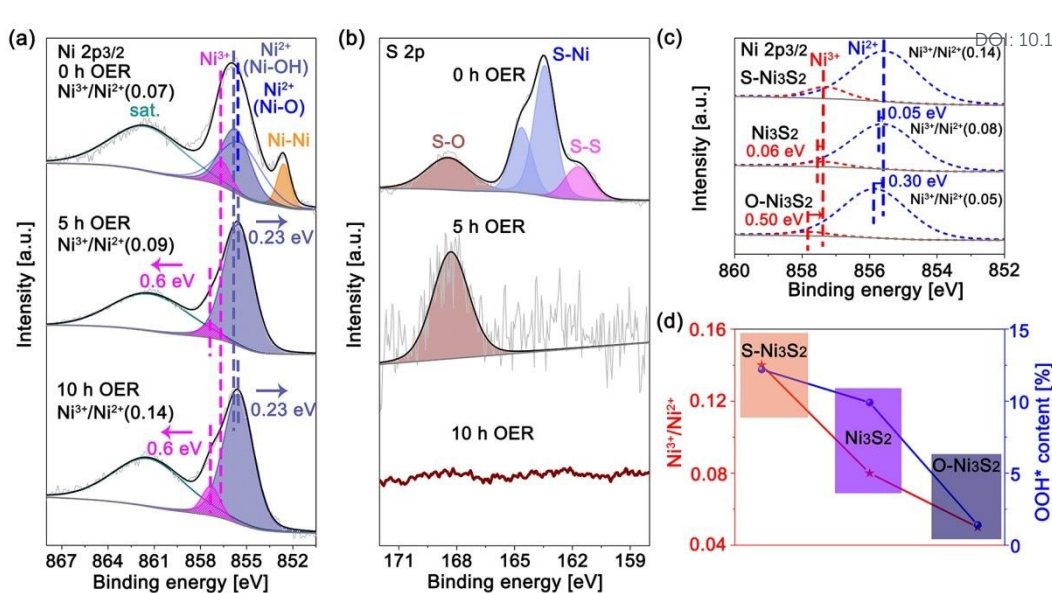 (a)
Ni 2p3/2
0 h OER
Ni³⁺/Ni²⁺(0.07)
sat.
Ni³⁺
Ni²⁺
(Ni-OH)
Ni²⁺
(Ni-O)
Ni-Ni
5 h OER
Ni³⁺/Ni²⁺(0.09)
0.6 eV
0.23 eV
10 h OER
Ni³⁺/Ni²⁺(0.14)
0.6 eV
0.23 eV
Intensity [a.u.]
867 864 861 858 855 852
Binding energy [eV]
(b)
S 2p
0 h OER
S-Ni
S-O
S-S
5 h OER
10 h OER
Intensity [a.u.]
171 168 165 162 159
Binding energy [eV]
(c)
DOI: 10.1
Ni 2p3/2
Ni³⁺
Ni²⁺
Ni³⁺/Ni²⁺(0.14)
S-Ni3S2
0.05 eV
Ni³⁺/Ni²⁺(0.08)
Ni3S2
0.06 eV
0.30 eV
Ni³⁺/Ni²⁺(0.05)
O-Ni3S2
0.50 eV
Intensity [a.u.]
860 858 856 854 852
Binding energy [eV]
(d)
0.16
0.12
0.08
0.04
Ni³⁺/Ni²⁺
S-Ni3S2
Ni3S2
O-Ni3S2
15
10
5
0
OOH* content [%]